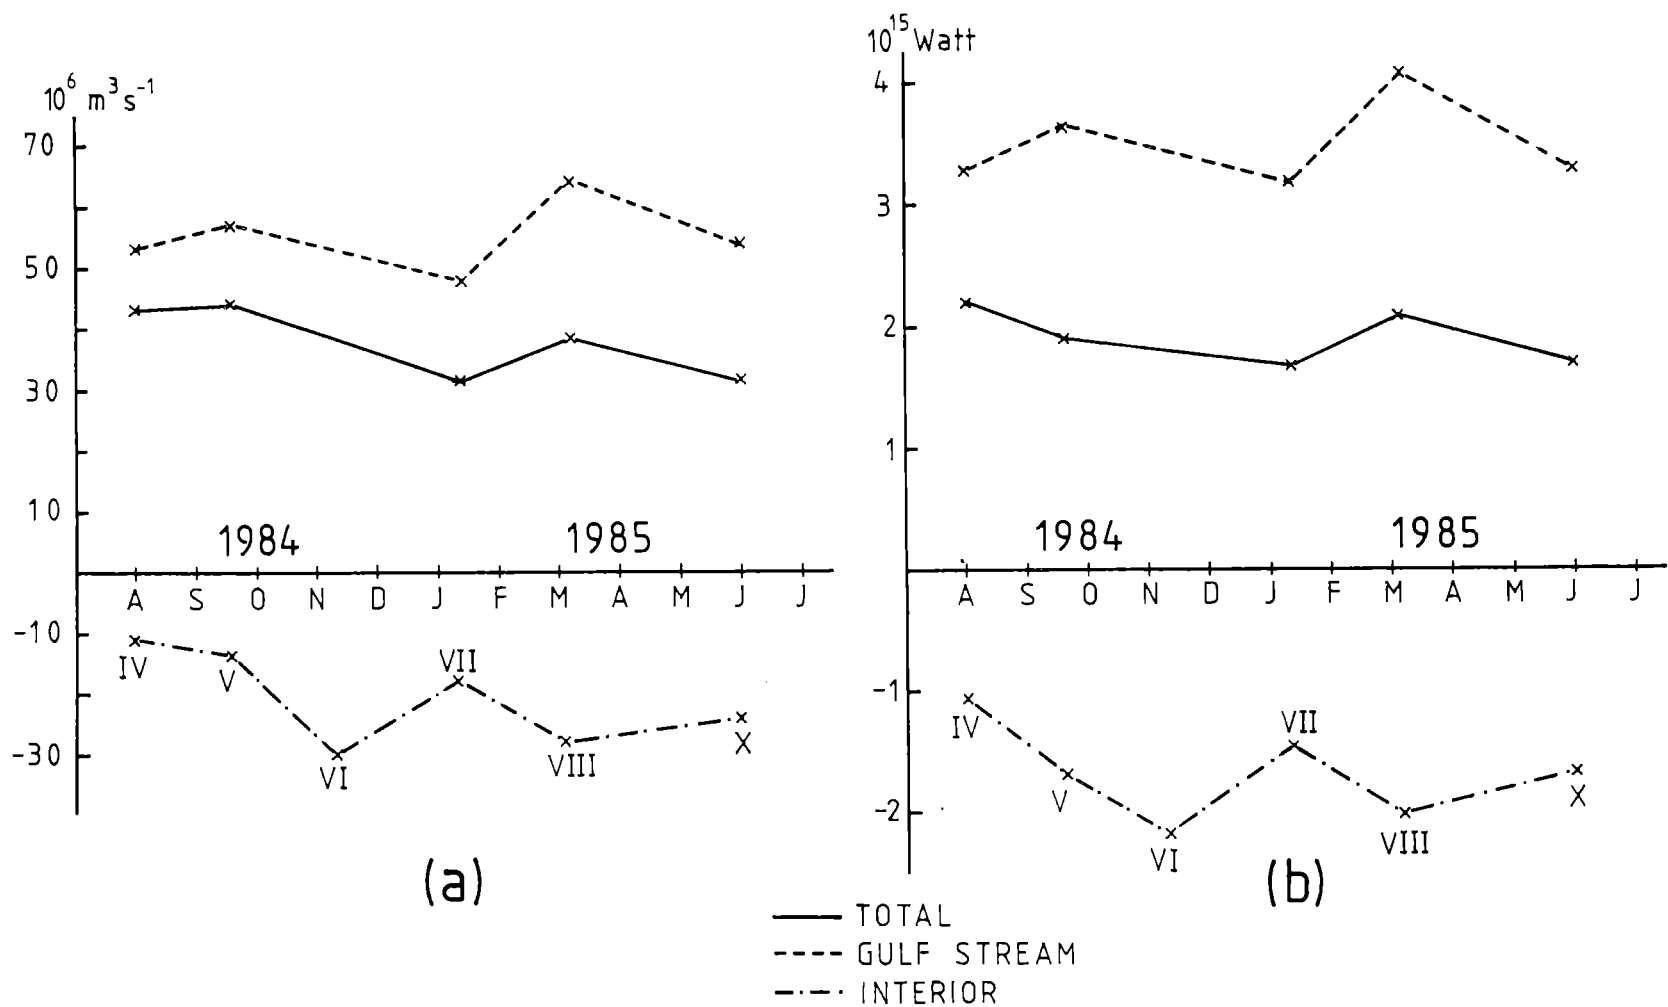 10⁶ m³s⁻¹
70
50
30
10
-10
-30
1984
1985
A S O N D J F M A M J J
IV
V
VI
VII
VIII
X
(a)
10¹⁵ Watt
4
3
2
1
-1
-2
1984
1985
A S O N D J F M A M J J
IV
V
VI
VII
VIII
X
(b)
TOTAL
GULF STREAM
INTERIOR